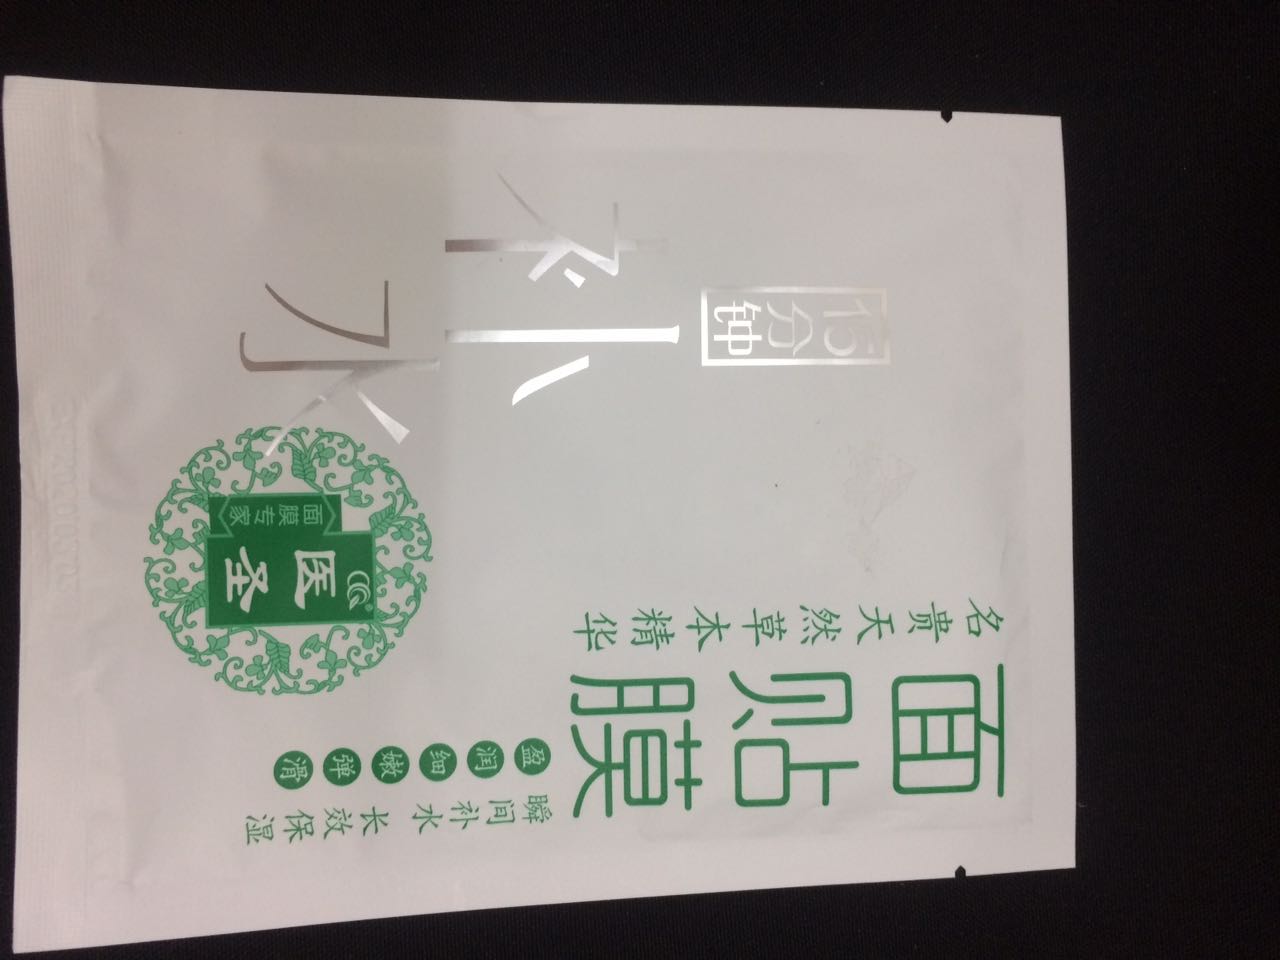 15分钟
补水
名贵天然草本精华
面贴膜
盈润细嫩弹滑
瞬间补水 长效保湿
医圣
面膜专家